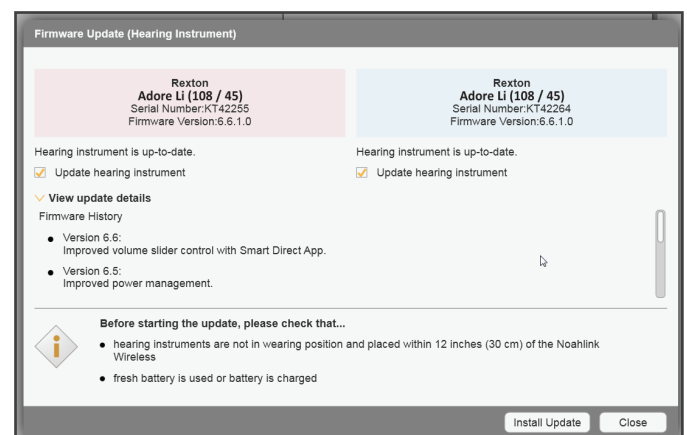 Firmware Update (Hearing Instrument)
Rexton
Adore Li (108 / 45)
Serial Number:KT42255
Firmware Version:6.6.1.0
Rexton
Adore Li (108 / 45)
Serial Number:KT42264
Firmware Version:6.6.1.0
Hearing instrument is up-to-date.
Update hearing instrument
Hearing instrument is up-to-date.
Update hearing instrument
View update details
Firmware History
Version 6.6:
Improved volume slider control with Smart Direct App.
Version 6.5:
Improved power management.
Before starting the update, please check that...
hearing instruments are not in wearing position and placed within 12 inches (30 cm) of the Noahlink
Wireless
fresh battery is used or battery is charged
Install Update
Close